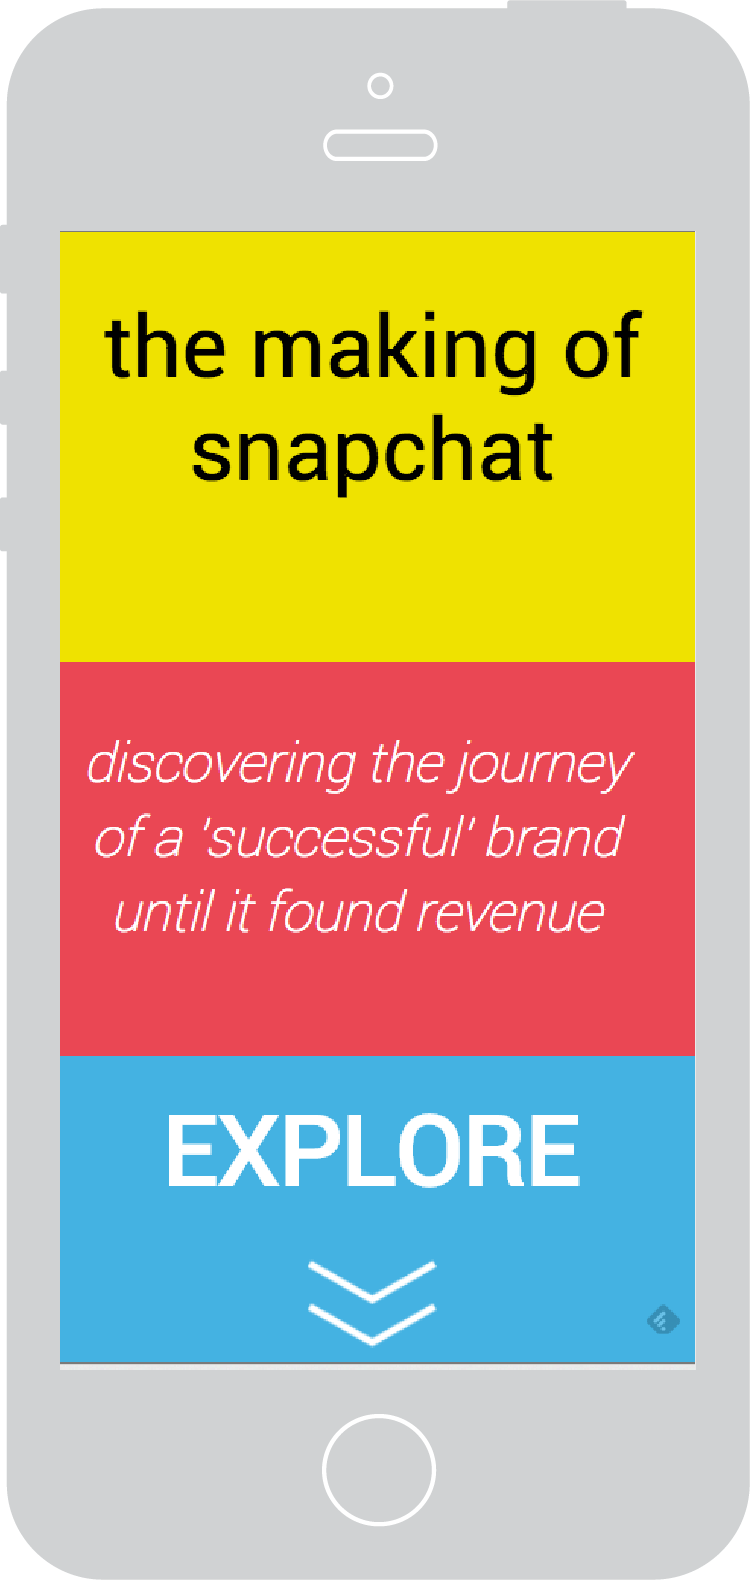 the making of
snapchat
discovering the journey
of a 'successful' brand
until it found revenue
EXPLORE